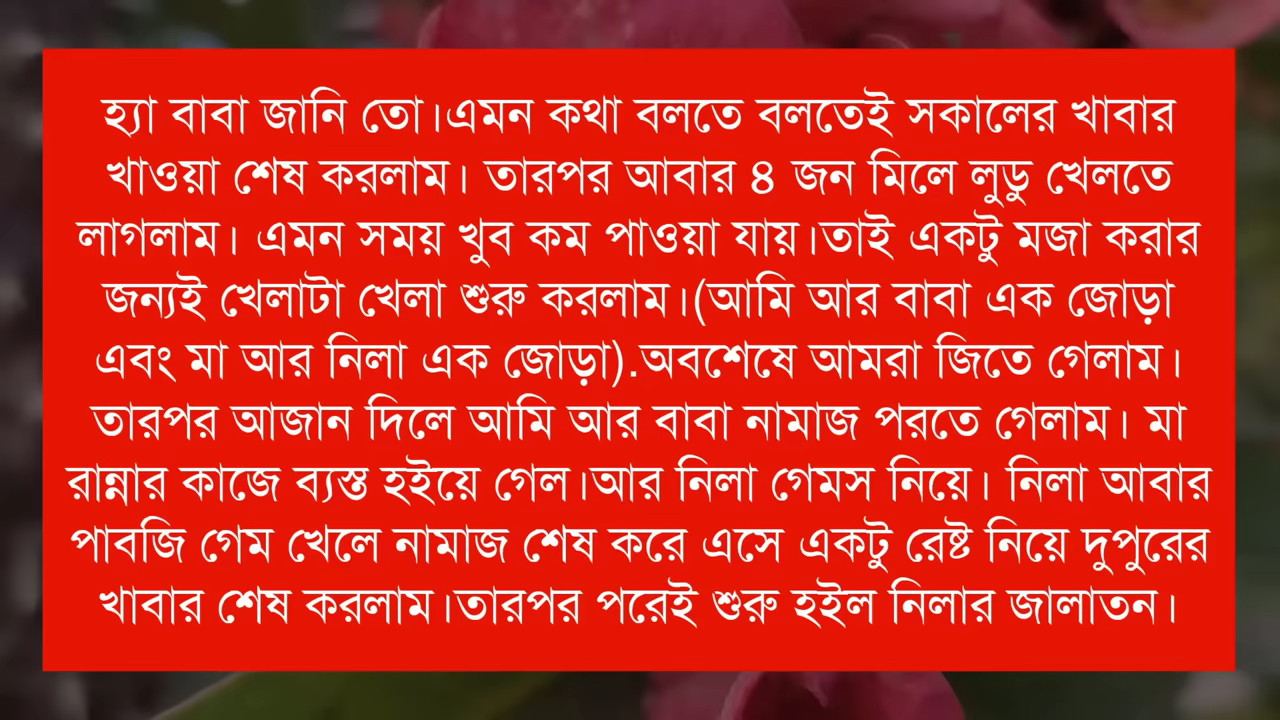 হ্যা বাবা জানি তো।এমন কথা বলতে বলতেই সকালের খাবার
খাওয়া শেষ করলাম। তারপর আবার ৪ জন মিলে লুডু খেলতে
লাগলাম। এমন সময় খুব কম পাওয়া যায়।তাই একটু মজা করার
জন্যই খেলাটা খেলা শুরু করলাম।(আমি আর বাবা এক জোড়া
এবং মা আর নিলা এক জোড়া).অবশেষে আমরা জিতে গেলাম।
তারপর আজান দিলে আমি আর বাবা নামাজ পরতে গেলাম। মা
রান্নার কাজে ব্যস্ত হইয়ে গেল।আর নিলা গেমস নিয়ে। নিলা আবার
পাবজি গেম খেলে নামাজ শেষ করে এসে একটু রেষ্ট নিয়ে দুপুরের
খাবার শেষ করলাম।তারপর পরেই শুরু হইল নিলার জালাতন।